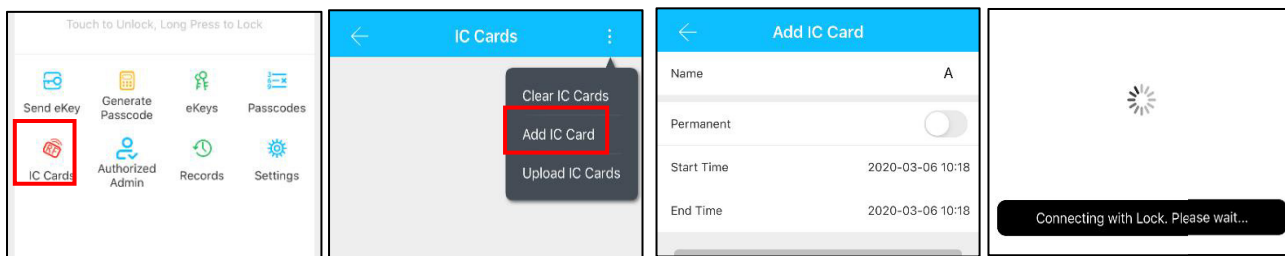 Touch to Unlock, Long Press to Lock
Send eKey
Generate
Passcode
eKeys
Passcodes
IC Cards
Authorized
Admin
Records
Settings
IC Cards
Clear IC Cards
Add IC Card
Upload IC Cards
Add IC Card
Name A
Permanent
Start Time 2020-03-06 10:18
End Time 2020-03-06 10:18
Connecting with Lock. Please wait...